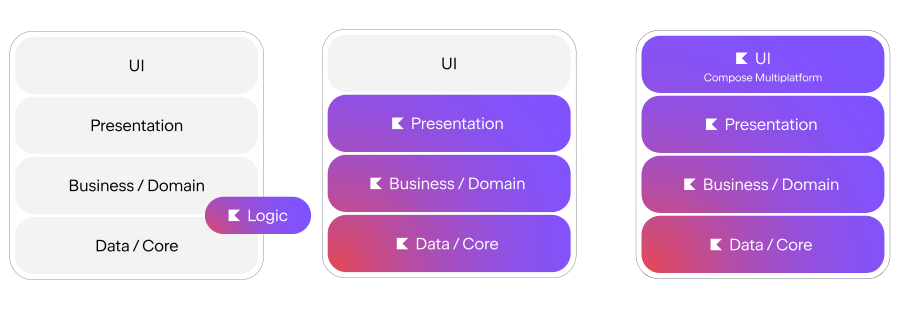 UI
Presentation
Business / Domain
Logic
Data / Core
UI
Presentation
Business / Domain
Data / Core
UI
Compose Multiplatform
Presentation
Business / Domain
Data / Core